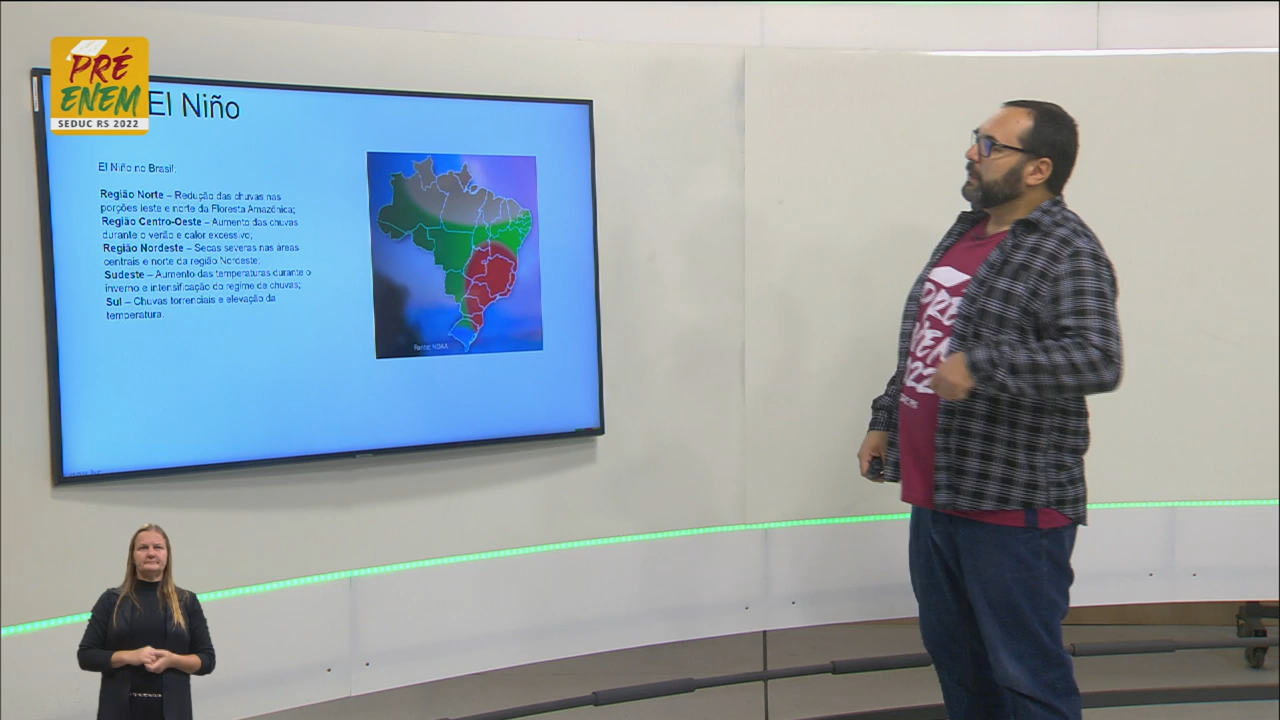 PRÉ
ENEM
SEDUC RS 2022
El Niño
El Niño no Brasil:
Região Norte – Redução das chuvas nas
porções leste e norte da Floresta Amazônica;
Região Centro-Oeste – Aumento das chuvas
durante o verão e calor excessivo;
Região Nordeste – Secas severas nas áreas
centrais e norte da região Nordeste;
Sudeste – Aumento das temperaturas durante o
inverno e intensificação do regime de chuvas;
Sul – Chuvas torrenciais e elevação da
temperatura.
Fonte: NOAA
PRÉ
ENEM
2022